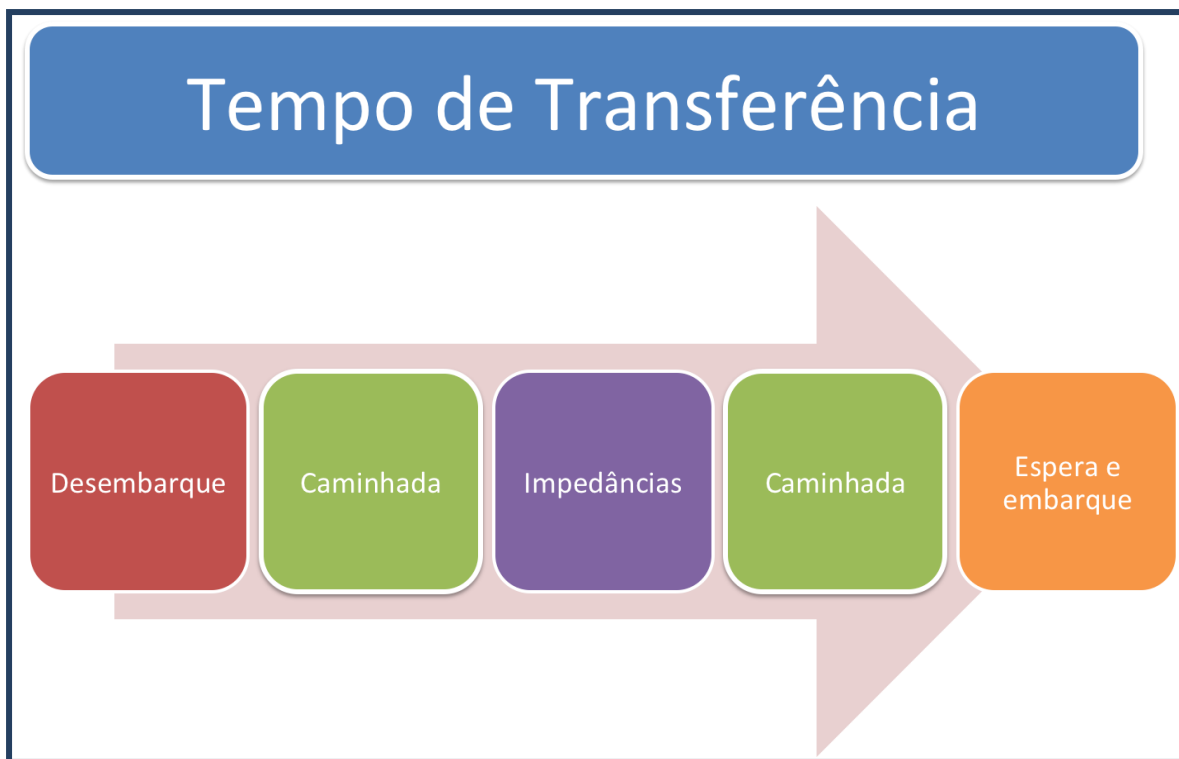 Tempo de Transferência
Desembarque
Caminhada
Impedâncias
Caminhada
Espera e
embarque